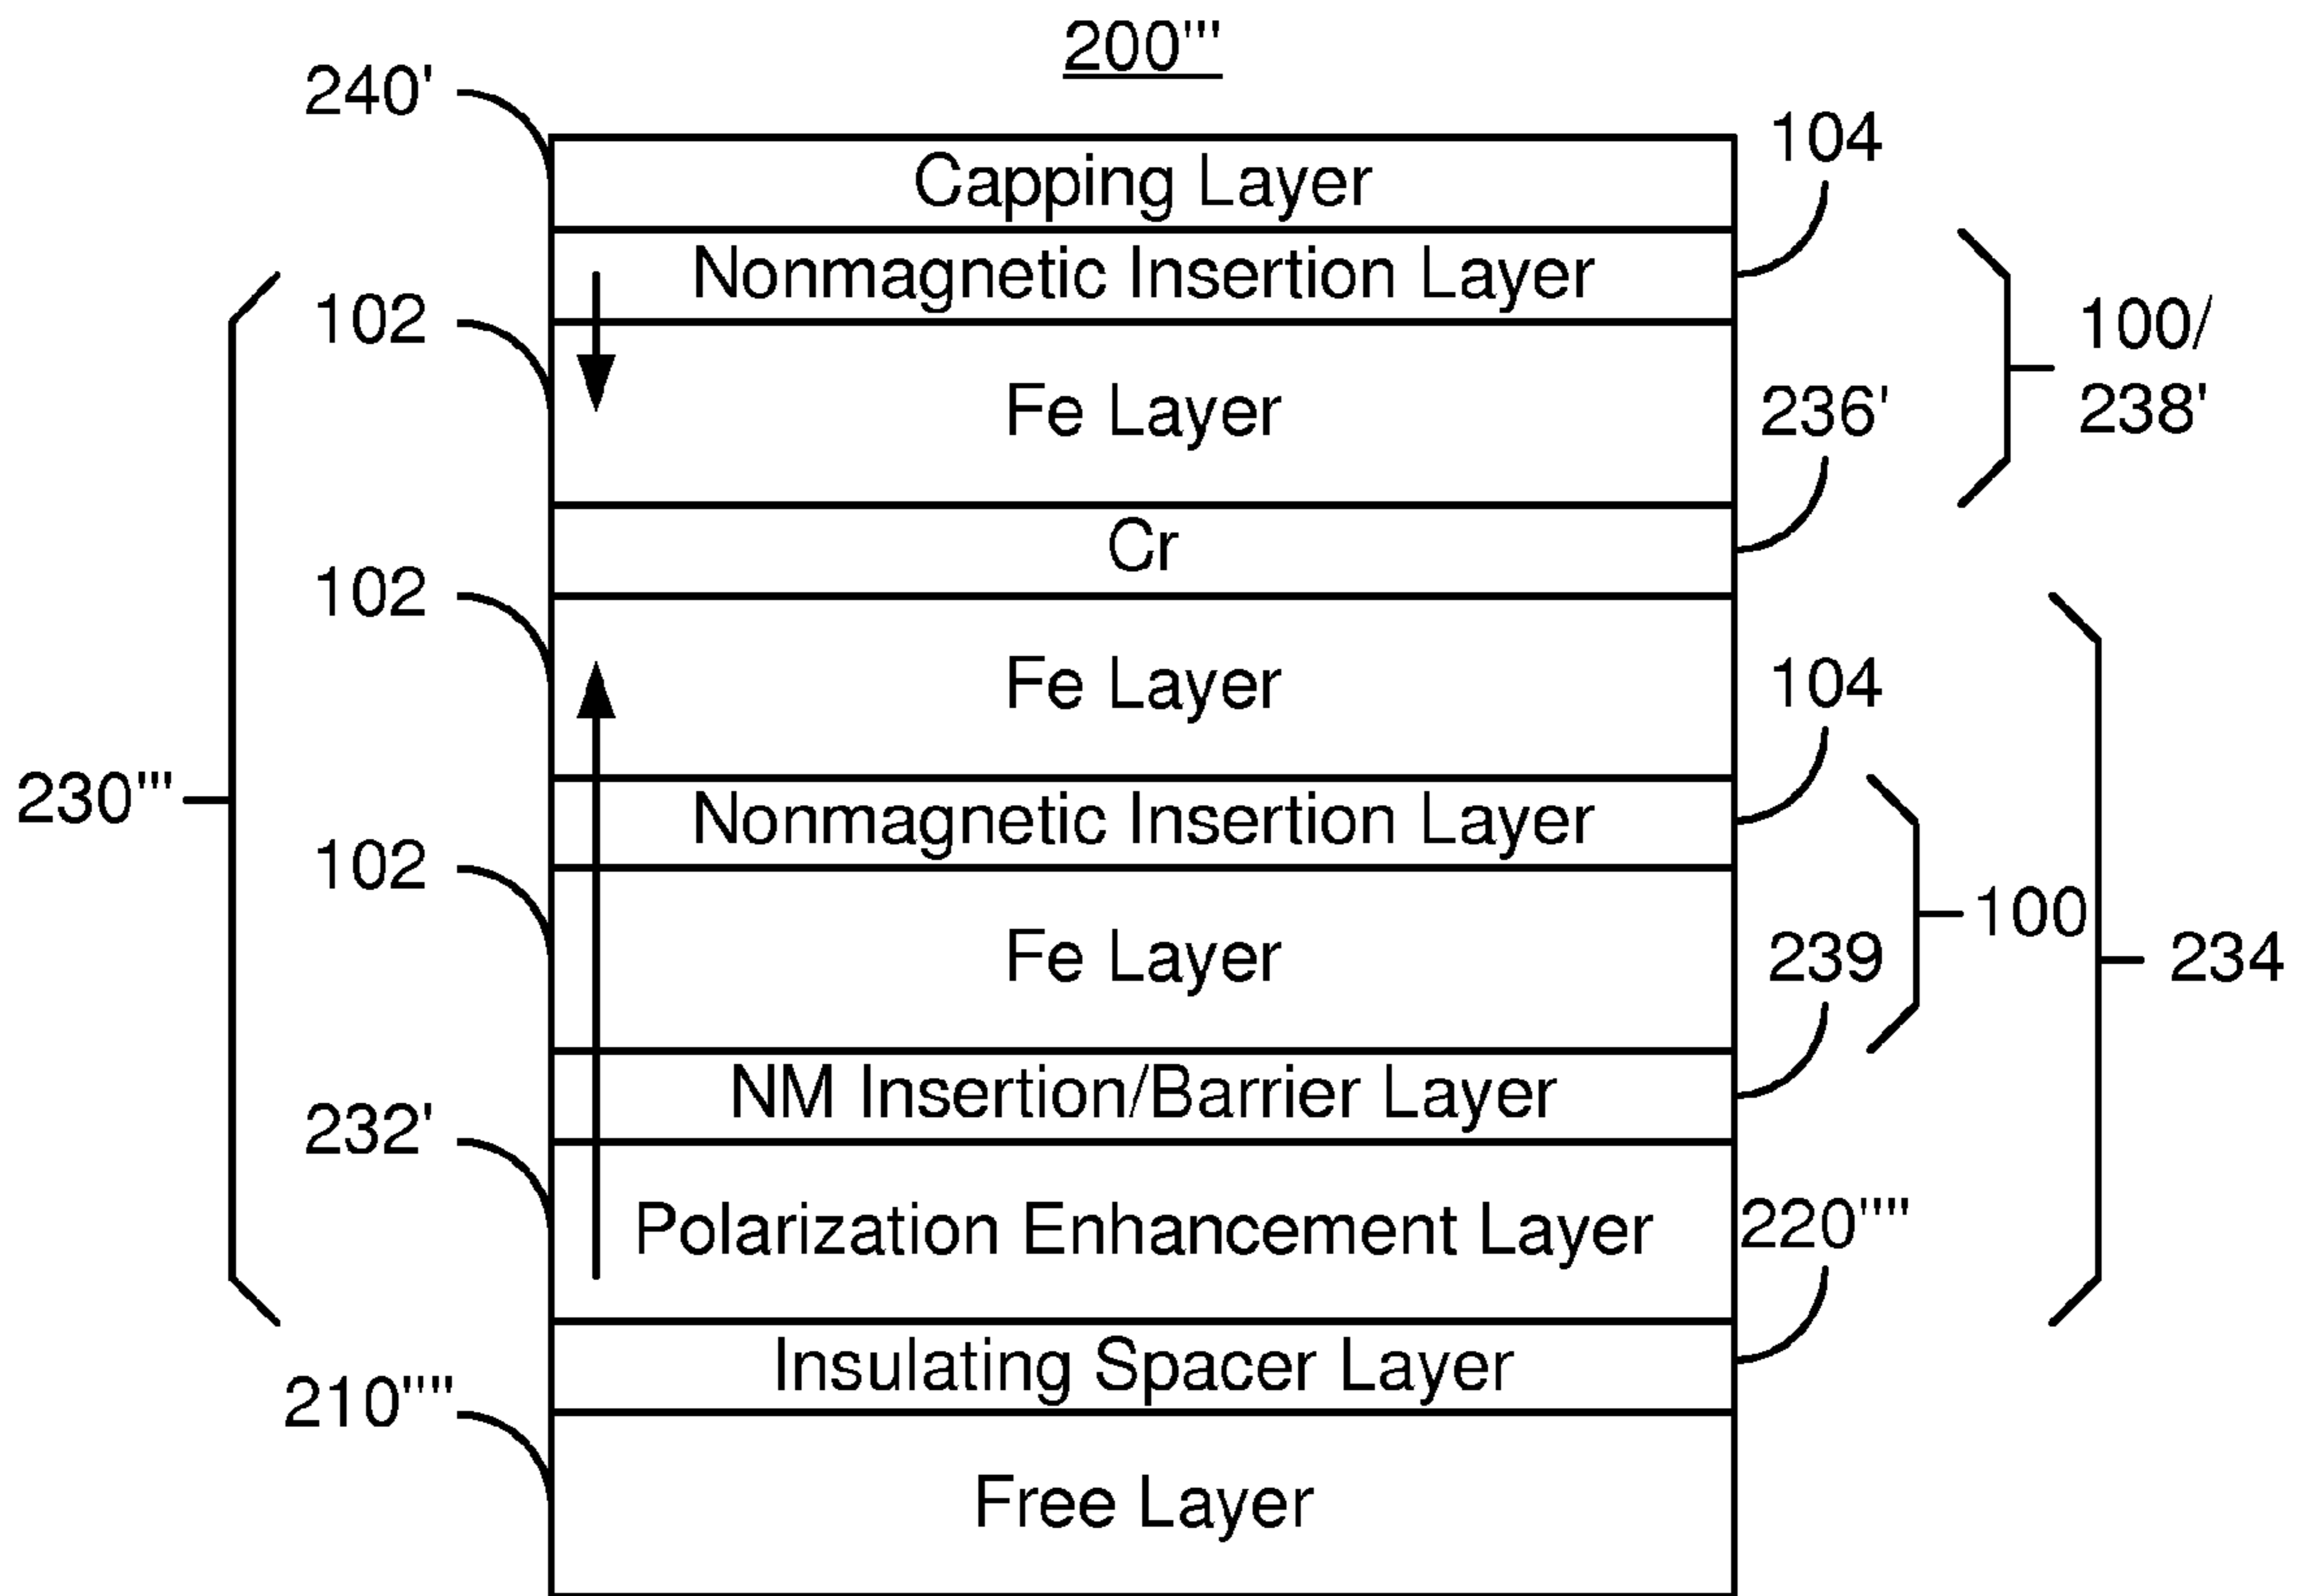 200'''
240'
Capping Layer
104
Nonmagnetic Insertion Layer
102
100/
238'
Fe Layer
236'
Cr
102
Fe Layer
104
230'''
Nonmagnetic Insertion Layer
102
100
Fe Layer
239
234
NM Insertion/Barrier Layer
232'
Polarization Enhancement Layer
220''''
Insulating Spacer Layer
210''''
Free Layer